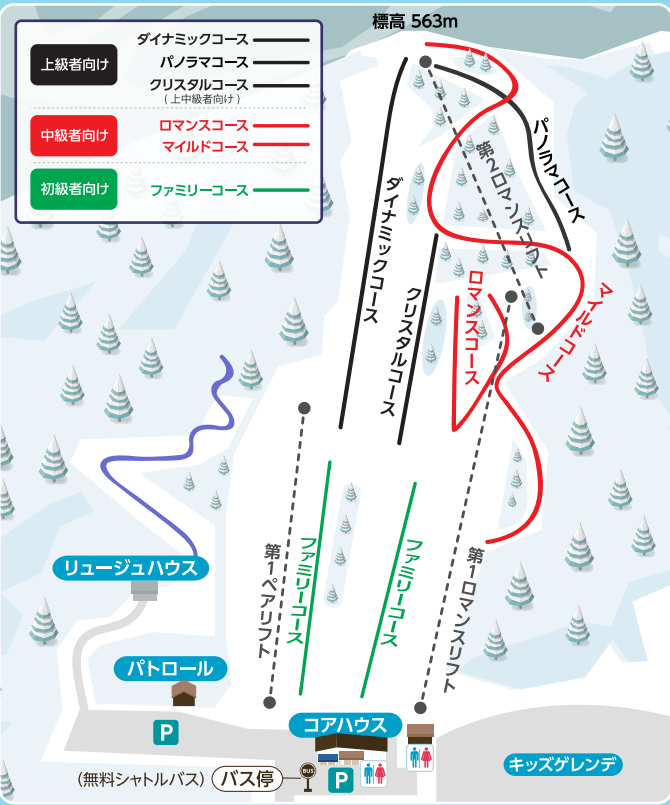 標高 563m
上級者向け
ダイナミックコース
パノラマコース
クリスタルコース
(上中級者向け)
中級者向け
ロマンスコース
マイルドコース
初級者向け
ファミリーコース
パノラマコース
第2ロマンスリフト
ダイナミックコース
クリスタルコース
ロマンスコース
マイルドコース
第1ペアリフト
ファミリーコース
ファミリーコース
第1ロマンスリフト
リュージュハウス
パトロール
P
コアハウス
キッズゲレンデ
(無料シャトルバス) バス停
BUS
P